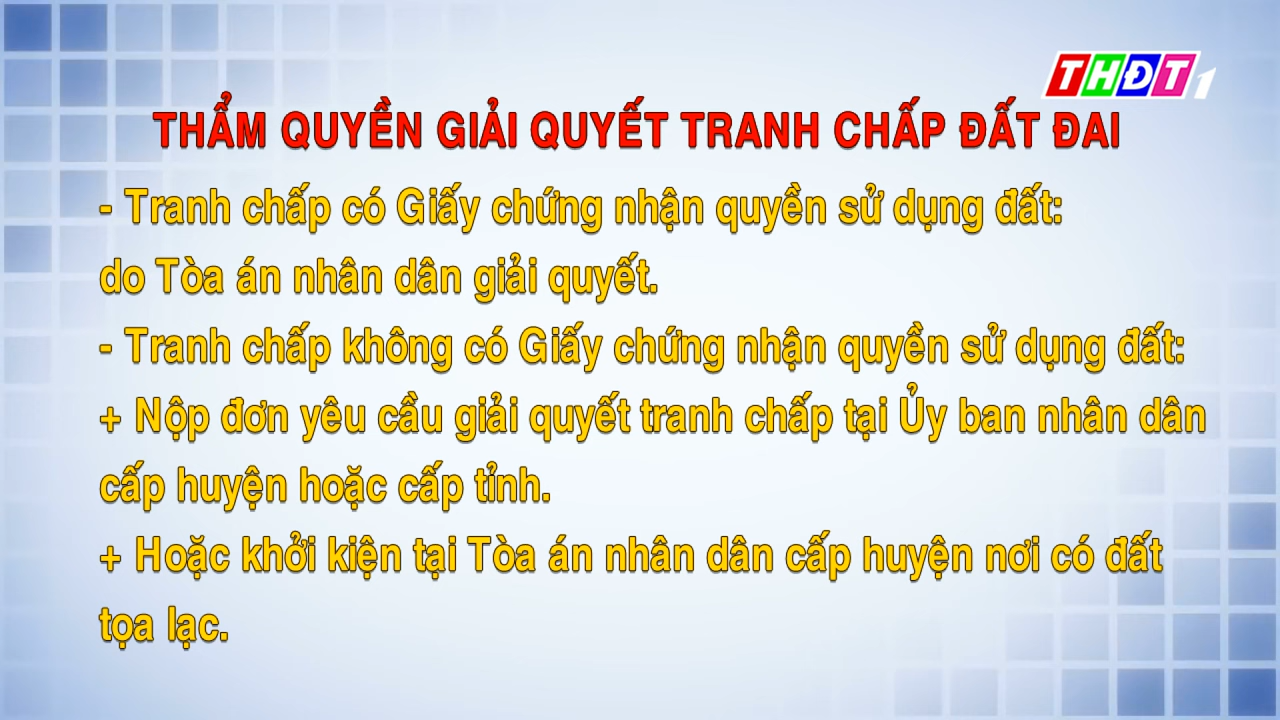 THĐT1
THẨM QUYỀN GIẢI QUYẾT TRANH CHẤP ĐẤT ĐAI
- Tranh chấp có Giấy chứng nhận quyền sử dụng đất:
do Tòa án nhân dân giải quyết.
- Tranh chấp không có Giấy chứng nhận quyền sử dụng đất:
+ Nộp đơn yêu cầu giải quyết tranh chấp tại Ủy ban nhân dân
cấp huyện hoặc cấp tỉnh.
+ Hoặc khởi kiện tại Tòa án nhân dân cấp huyện nơi có đất
tọa lạc.